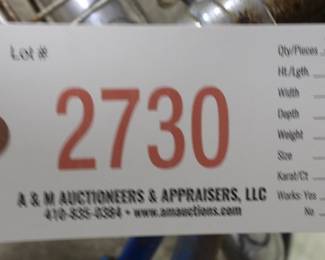 Lot #
2730
A & M AUCTIONEERS & APPRAISERS, LLC
410-835-0384 • www.amauctions.com
Qty/Pieces
Ht./Lgth
Width
Depth
Weight
Size
Karat/Ct
Works: Yes
No